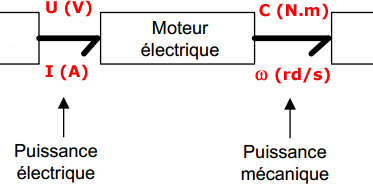 U (V)
C (N.m)
Moteur
électrique
I (A)
ω (rd/s)
Puissance
électrique
Puissance
mécanique